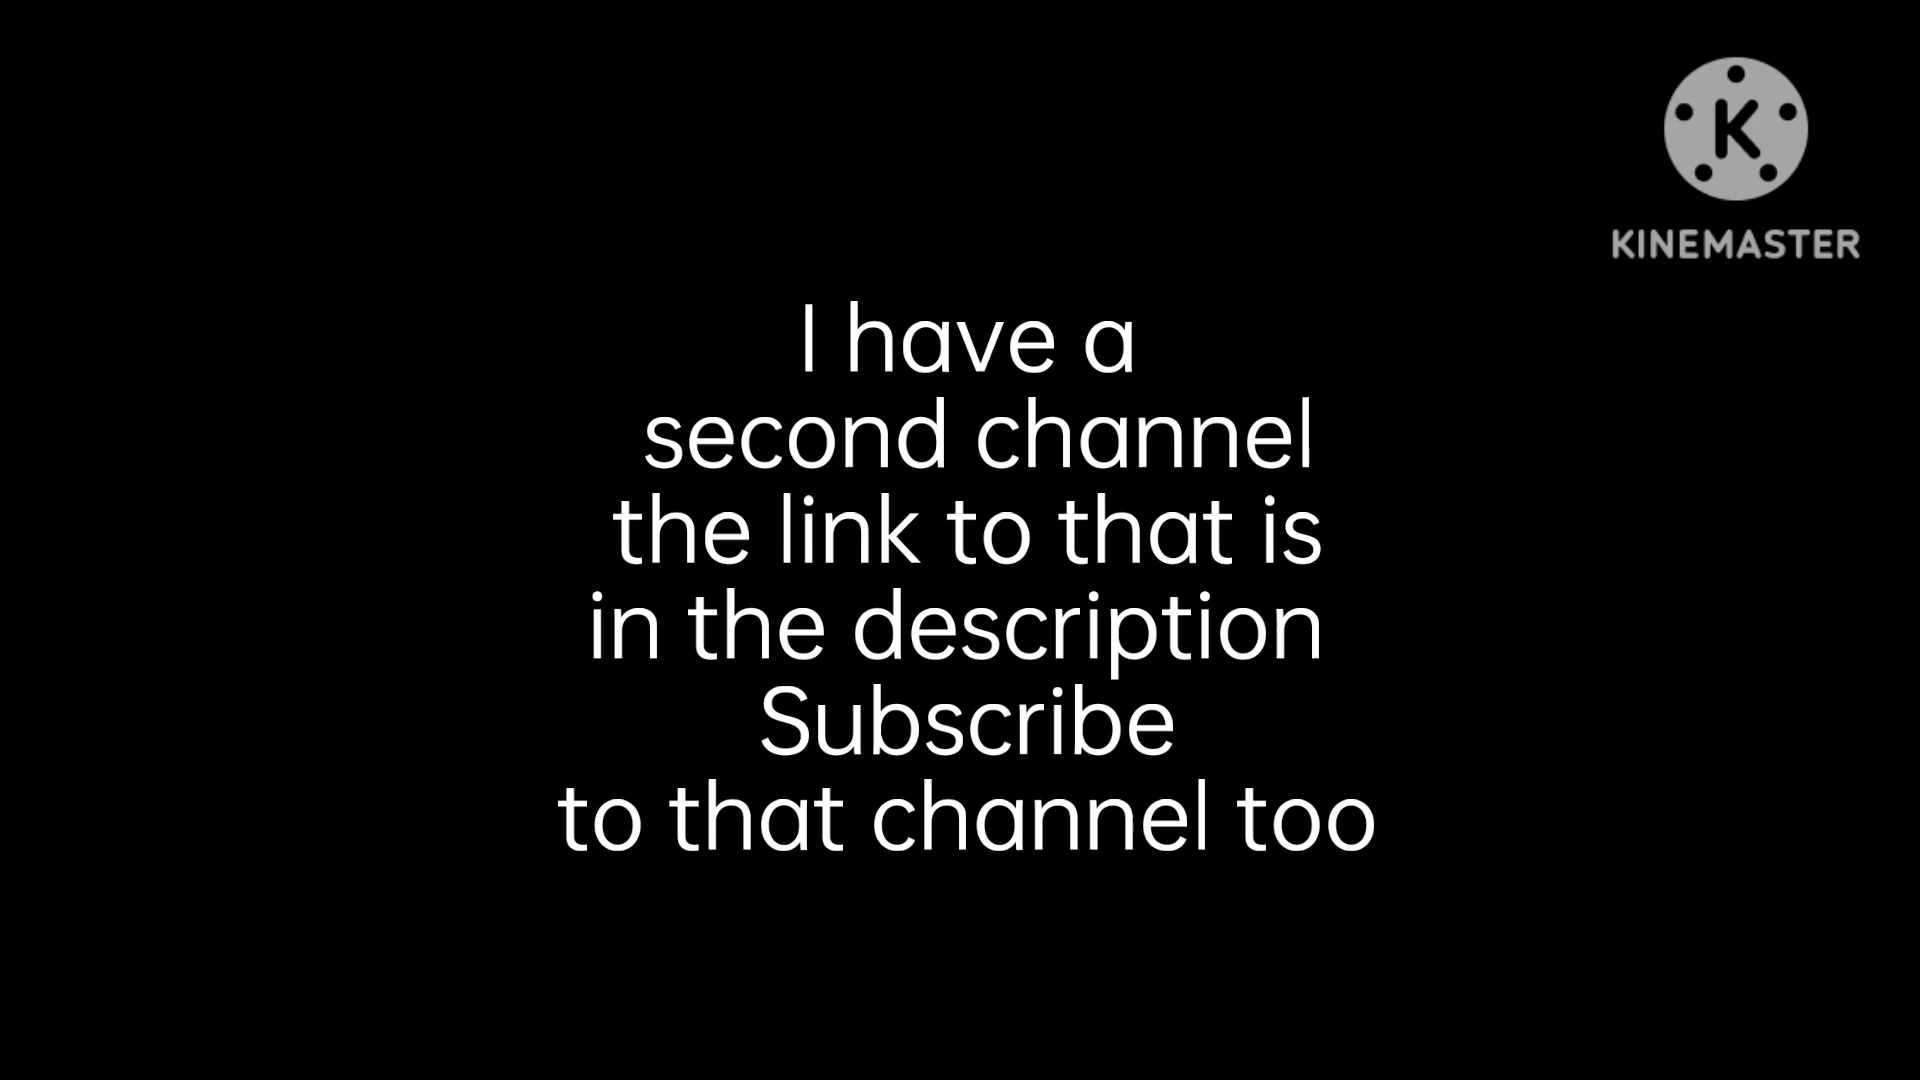 K
KINEMASTER
I have a
second channel
the link to that is
in the description
Subscribe
to that channel too